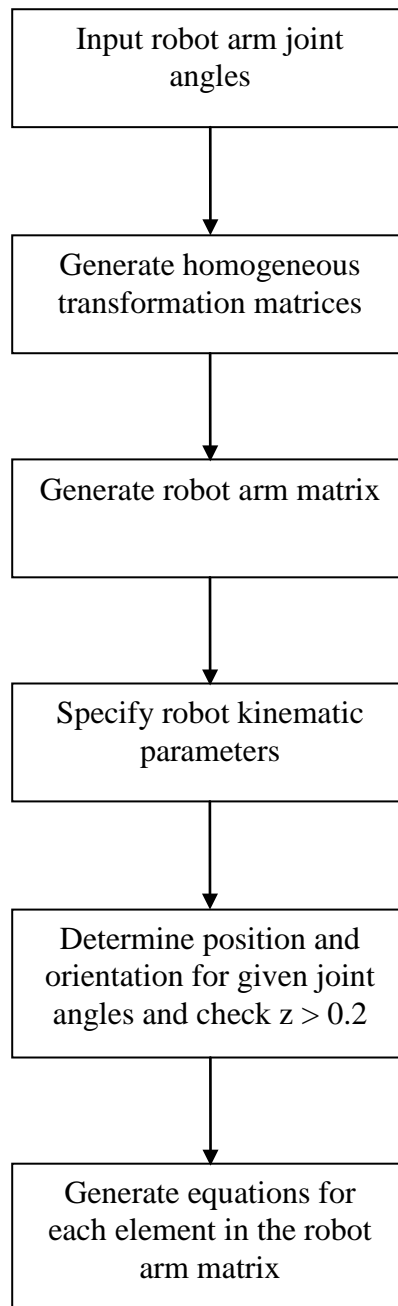 Input robot arm joint
angles
Generate homogeneous
transformation matrices
Generate robot arm matrix
Specify robot kinematic
parameters
Determine position and
orientation for given joint
angles and check z > 0.2
Generate equations for
each element in the robot
arm matrix